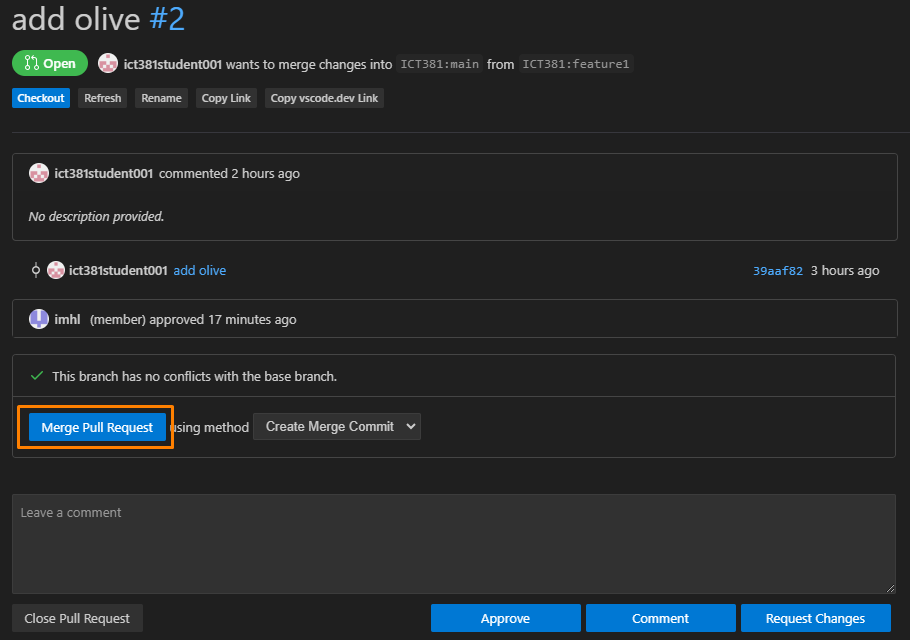 add olive #2
Open ict381student001 wants to merge changes into ICT381:main from ICT381:feature1
Checkout Refresh Rename Copy Link Copy vscode.dev Link
ict381student001 commented 2 hours ago
No description provided.
ict381student001 add olive 39aaf82 3 hours ago
imhl (member) approved 17 minutes ago
This branch has no conflicts with the base branch.
Merge Pull Request using method Create Merge Commit
Leave a comment
Close Pull Request Approve Comment Request Changes